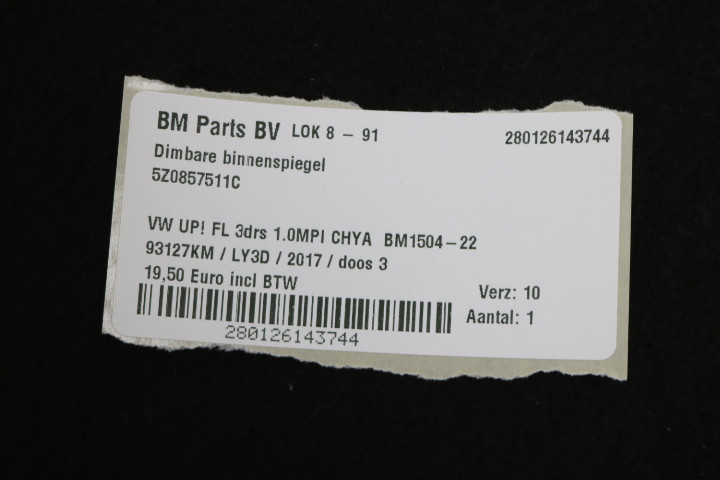 BM Parts BV LOK 8 - 91 280126143744
Dimbare binnenspiegel
5Z0857511C
VW UP! FL 3drs 1.0MPI CHYA BM1504-22
93127KM / LY3D / 2017 / doos 3
19,50 Euro incl BTW
Verz: 10
Aantal: 1
280126143744